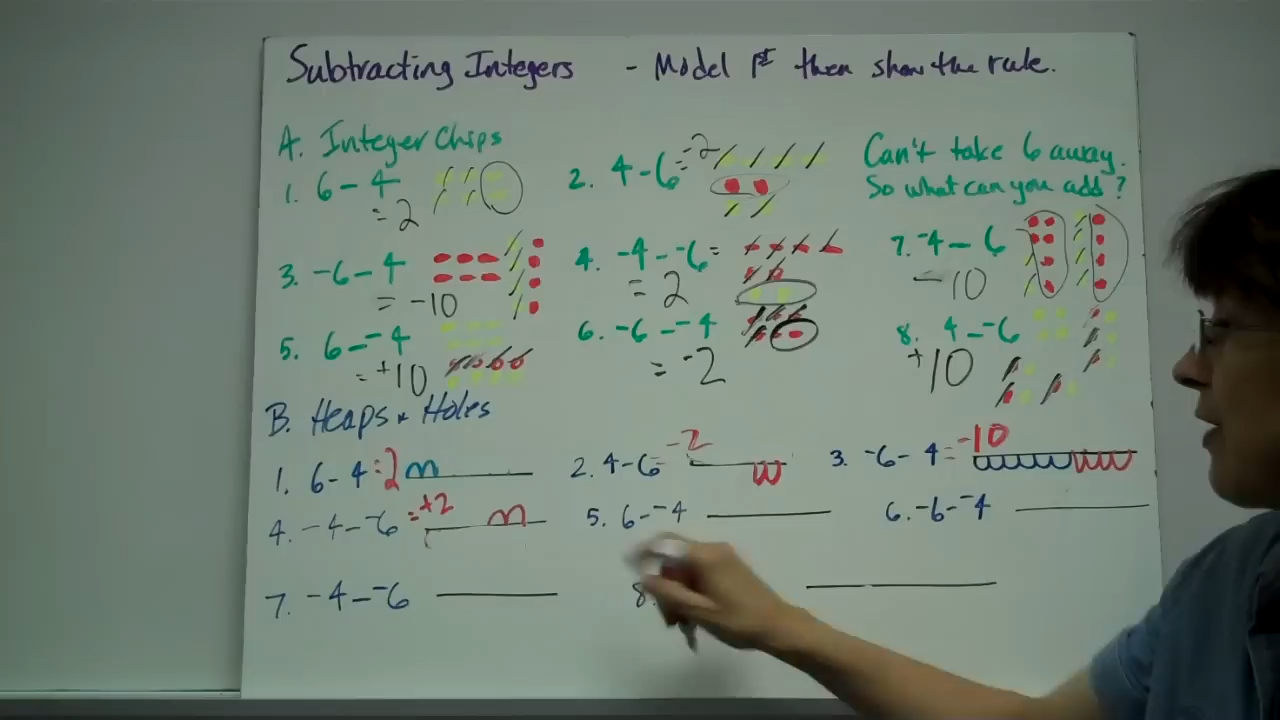 Subtracting Integers - Model 1st then show the rule.
A. Integer Chips
1. 6 - 4
= 2
2. 4 - 6 = -2
Can't take 6 away.
So what can you add?
3. -6 - 4
= -10
4. -4 - -6 =
= 2
7. -4 - 6
-10
5. 6 - -4
= +10
6. -6 - -4
= -2
8. 4 - -6
+10
B. Heaps & Holes
1. 6 - 4 = 2
2. 4 - 6 = -2
3. -6 - 4 = -10
4. -4 - -6 = +2
5. 6 - -4
6. -6 - -4
7. -4 - -6
8.